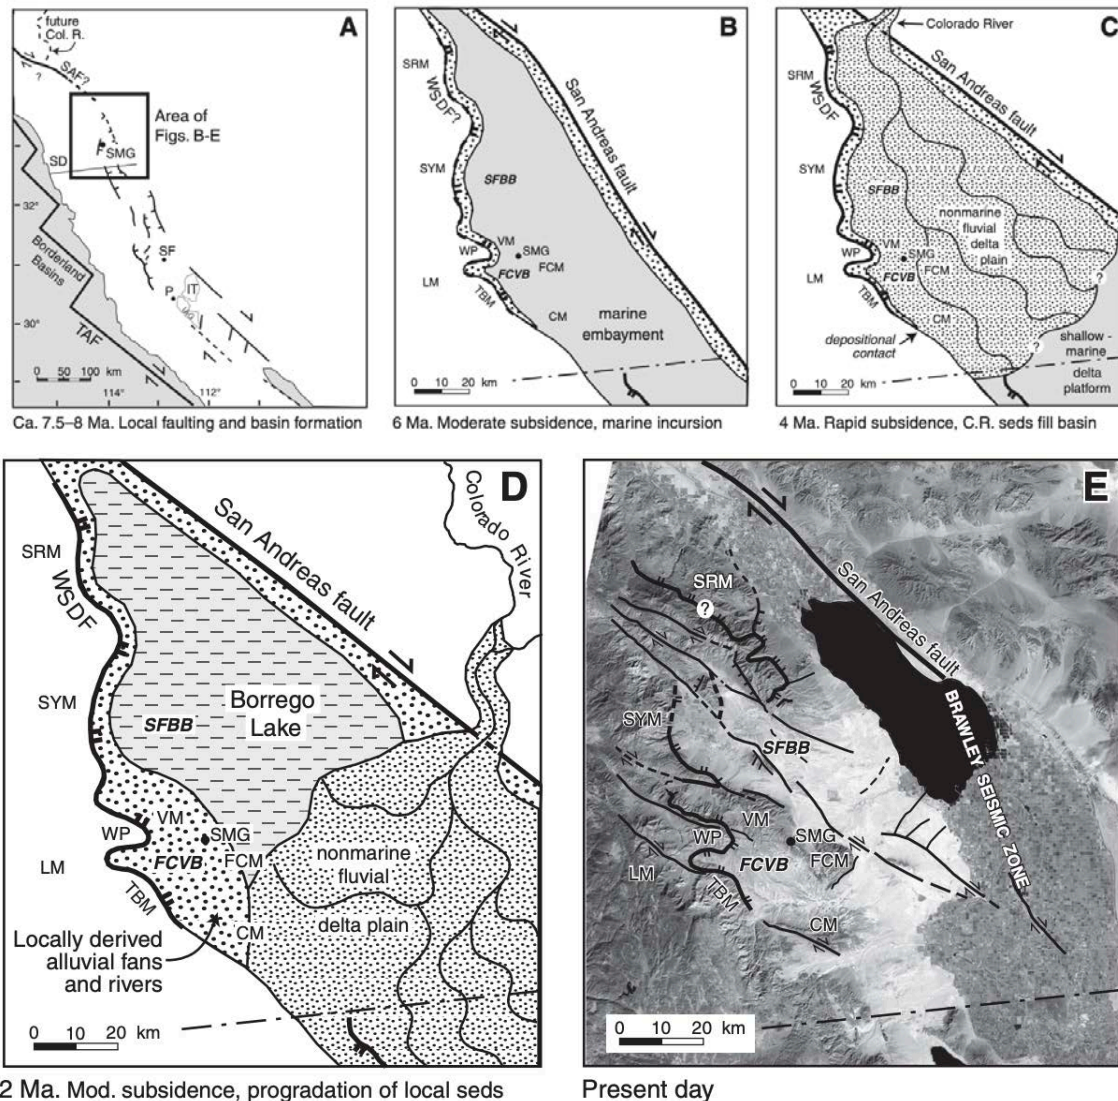 A
future
Col. R.
?
SAF?
Area of
Figs. B-E
SMG
SD
32°
SF
Borderland
Basins
P
IT
30°
TAF
0 50 100 km
114°
112°
Ca. 7.5–8 Ma. Local faulting and basin formation
B
SRM
WSDF?
San Andreas fault
SYM
SFBB
VM
WP
SMG
FCM
FCVB
LM
TBM
CM
marine
embayment
0 10 20 km
6 Ma. Moderate subsidence, marine incursion
C
Colorado River
SRM
WSDF
San Andreas fault
SYM
SFBB
nonmarine
fluvial
delta
plain
VM
WP
SMG
FCM
FCVB
LM
TBM
CM
?
?
depositional
contact
shallow-
marine
delta
platform
0 10 20 km
4 Ma. Rapid subsidence, C.R. seds fill basin
D
Colorado River
San Andreas fault
SRM
WSDF
SYM
SFBB
Borrego
Lake
VM
WP
SMG
FCM
FCVB
LM
TBM
CM
nonmarine
fluvial
delta plain
Locally derived
alluvial fans
and rivers
0 10 20 km
2 Ma. Mod. subsidence, progradation of local seds
E
SRM
?
San Andreas fault
SYM
SFBB
BRAWLEY SEISMIC ZONE
VM
WP
SMG
FCM
FCVB
LM
TBM
CM
0 10 20 km
Present day